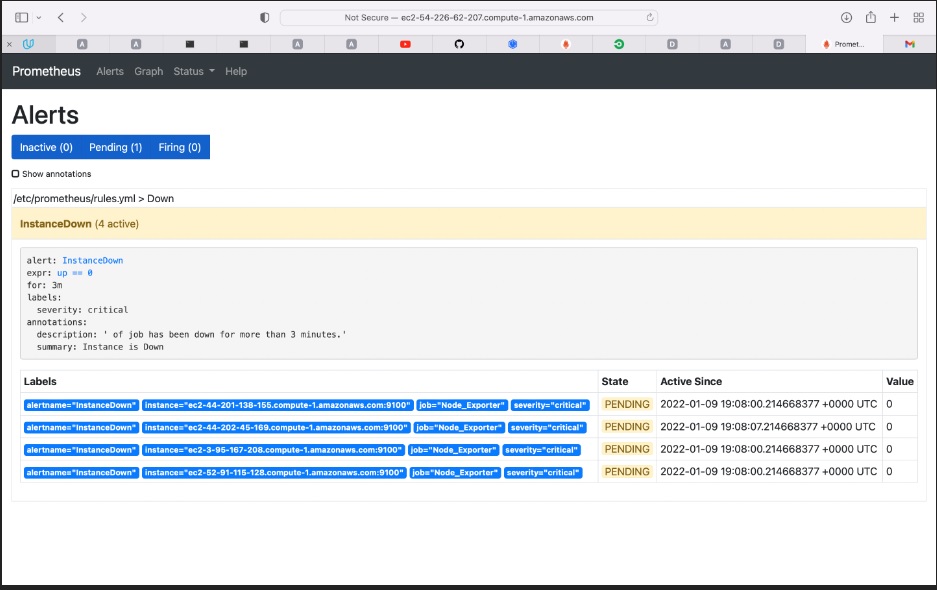 Not Secure — ec2-54-226-62-207.compute-1.amazonaws.com
A A A A D A D Promet...
Prometheus Alerts Graph Status Help
Alerts
Inactive (0) Pending (1) Firing (0)
Show annotations
/etc/prometheus/rules.yml > Down
InstanceDown (4 active)
alert: InstanceDown
expr: up == 0
for: 3m
labels:
severity: critical
annotations:
description: ' of job has been down for more than 3 minutes.'
summary: Instance is Down
Labels State Active Since Value
alertname="InstanceDown" instance="ec2-44-201-138-155.compute-1.amazonaws.com:9100" job="Node_Exporter" severity="critical" PENDING 2022-01-09 19:08:00.214668377 +0000 UTC 0
alertname="InstanceDown" instance="ec2-44-202-45-169.compute-1.amazonaws.com:9100" job="Node_Exporter" severity="critical" PENDING 2022-01-09 19:08:07.214668377 +0000 UTC 0
alertname="InstanceDown" instance="ec2-3-95-167-208.compute-1.amazonaws.com:9100" job="Node_Exporter" severity="critical" PENDING 2022-01-09 19:08:00.214668377 +0000 UTC 0
alertname="InstanceDown" instance="ec2-52-91-115-128.compute-1.amazonaws.com:9100" job="Node_Exporter" severity="critical" PENDING 2022-01-09 19:08:00.214668377 +0000 UTC 0